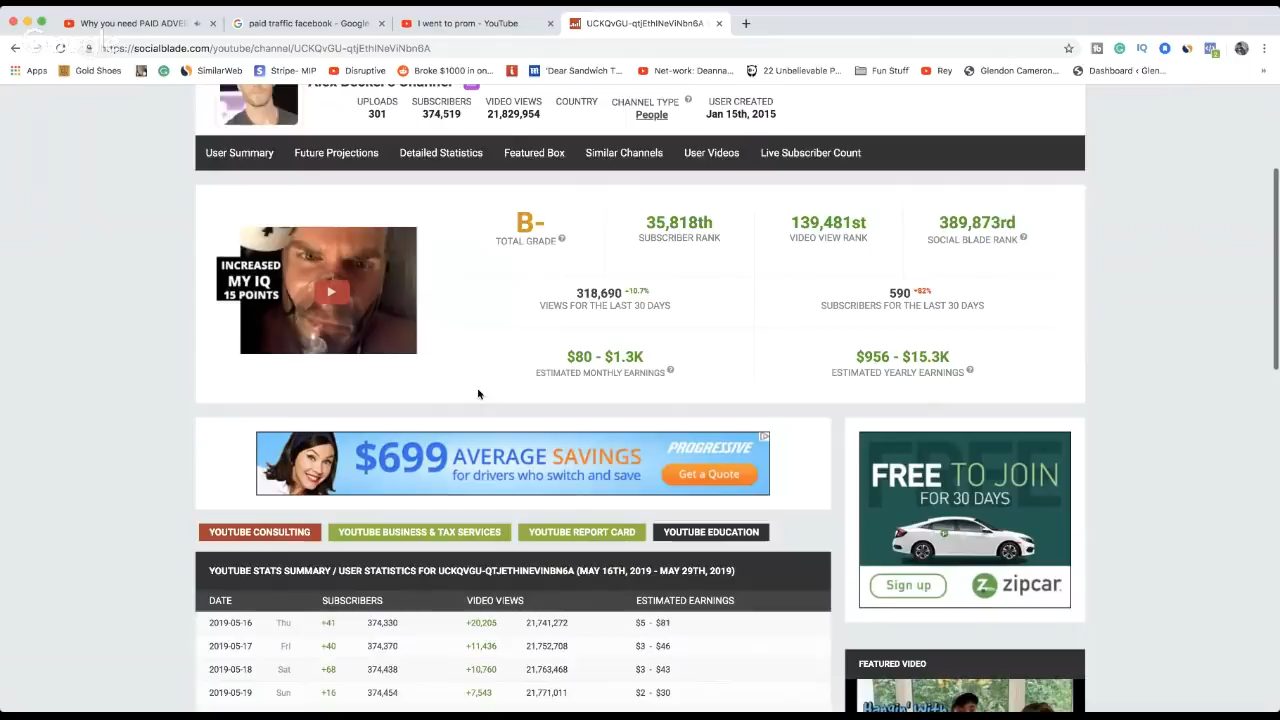 Why you need PAID ADVE
paid traffic facebook - Google
I went to prom - YouTube
UCKQvGU-qtjEthINeViNbn6A
https://socialblade.com/youtube/channel/UCKQvGU-qtjEthINeViNbn6A
Apps
Gold Shoes
SimilarWeb
Stripe- MIP
Disruptive
Broke $1000 in on...
'Dear Sandwich T...
Net-work: Deanna...
22 Unbelievable P...
Fun Stuff
Rey
Glendon Cameron...
Dashboard ‹ Glen...
»
UPLOADS
301
SUBSCRIBERS
374,519
VIDEO VIEWS
21,829,954
COUNTRY
CHANNEL TYPE
People
USER CREATED
Jan 15th, 2015
User Summary
Future Projections
Detailed Statistics
Featured Box
Similar Channels
User Videos
Live Subscriber Count
INCREASED
MY IQ
15 POINTS
B-
TOTAL GRADE
35,818th
SUBSCRIBER RANK
139,481st
VIDEO VIEW RANK
389,873rd
SOCIAL BLADE RANK
318,690 +10.7%
VIEWS FOR THE LAST 30 DAYS
590
SUBSCRIBERS FOR THE LAST 30 DAYS
$80 - $1.3K
ESTIMATED MONTHLY EARNINGS
$956 - $15.3K
ESTIMATED YEARLY EARNINGS
$699 AVERAGE SAVINGS
for drivers who switch and save
PROGRESSIVE
Get a Quote
FREE TO JOIN
FOR 30 DAYS
Sign up
zipcar.
YOUTUBE CONSULTING
YOUTUBE BUSINESS & TAX SERVICES
YOUTUBE REPORT CARD
YOUTUBE EDUCATION
YOUTUBE STATS SUMMARY / USER STATISTICS FOR UCKQVGU-QTJETHINEVINBN6A (MAY 16TH, 2019 - MAY 29TH, 2019)
DATE SUBSCRIBERS VIDEO VIEWS ESTIMATED EARNINGS
2019-05-16 Thu +41 374,330 +20,205 21,741,272 $5 - $81
2019-05-17 Fri +40 374,370 +11,436 21,752,708 $3 - $46
2019-05-18 Sat +68 374,438 +10,760 21,763,468 $3 - $43
2019-05-19 Sun +16 374,454 +7,543 21,771,011 $2 - $30
FEATURED VIDEO
Hangin' With